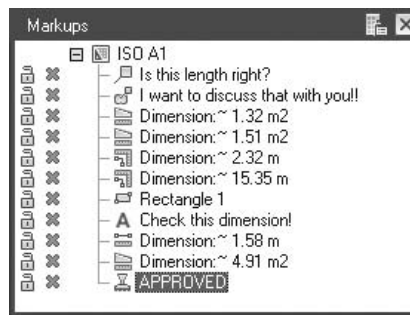 Markups
ISO A1
Is this length right?
I want to discuss that with you!!
Dimension:~ 1.32 m2
Dimension:~ 1.51 m2
Dimension:~ 2.32 m
Dimension:~ 15.35 m
Rectangle 1
A Check this dimension!
Dimension:~ 1.58 m
Dimension:~ 4.91 m2
APPROVED